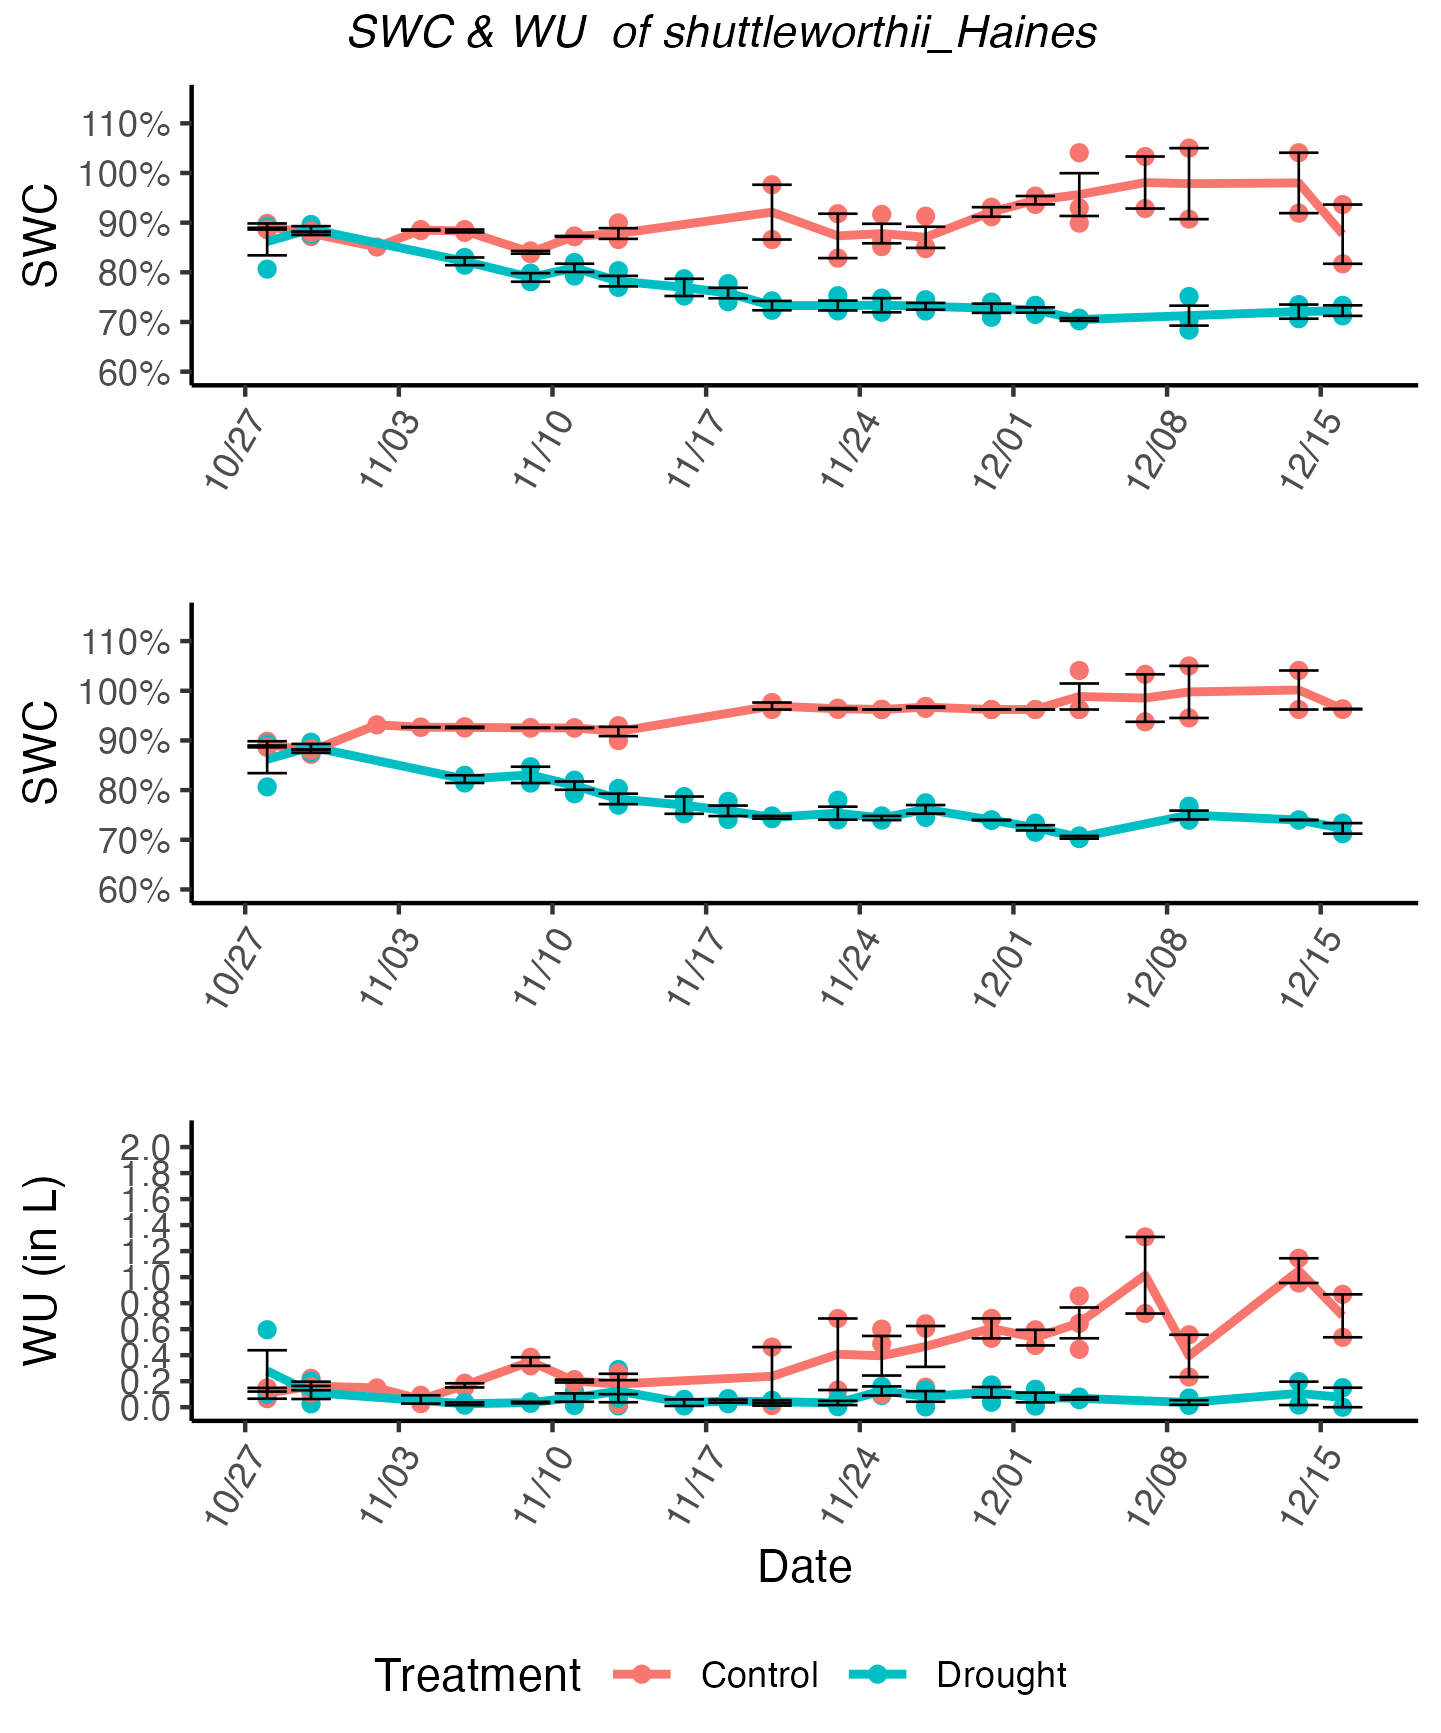 SWC & WU of shuttleworthii_Haines
110%
100%
90%
80%
70%
60%
SWC
10/27 11/03 11/10 11/17 11/24 12/01 12/08 12/15
110%
100%
90%
80%
70%
60%
SWC
10/27 11/03 11/10 11/17 11/24 12/01 12/08 12/15
2.0
1.8
1.6
1.4
1.2
1.0
0.8
0.6
0.4
0.2
0.0
WU (in L)
10/27 11/03 11/10 11/17 11/24 12/01 12/08 12/15
Date
Treatment Control Drought